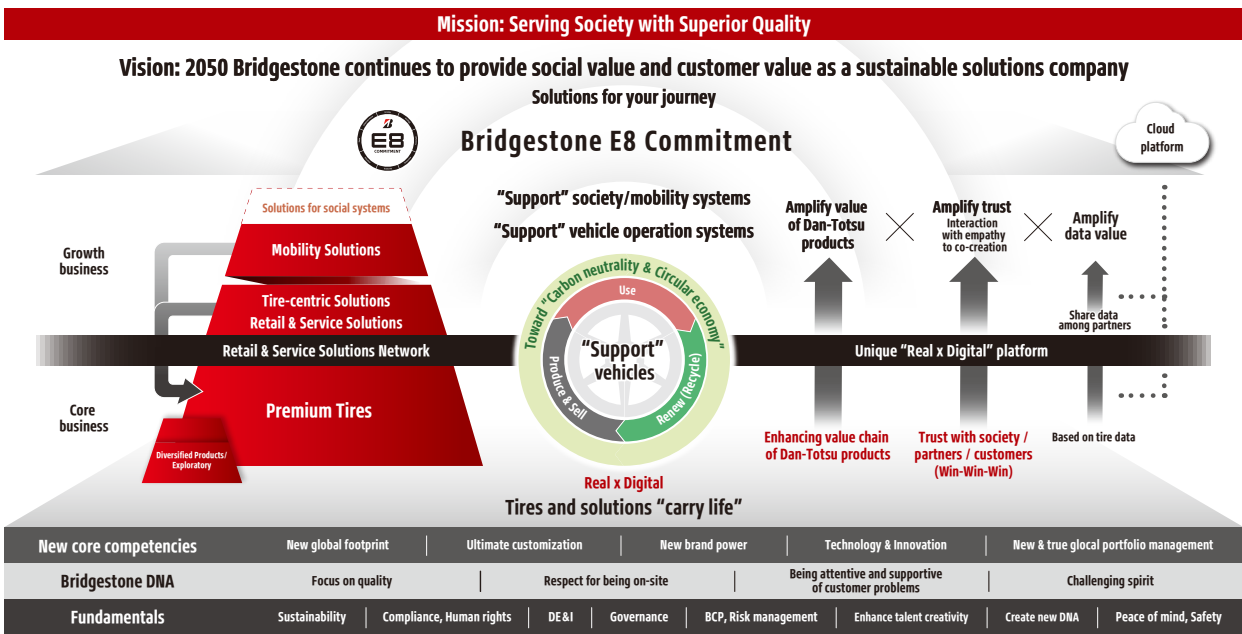 Mission: Serving Society with Superior Quality
Vision: 2050 Bridgestone continues to provide social value and customer value as a sustainable solutions company
Solutions for your journey
E8
COMMITMENT
Bridgestone E8 Commitment
Cloud
platform
Solutions for social systems
Mobility Solutions
Growth
business
Tire-centric Solutions
Retail & Service Solutions
Retail & Service Solutions Network
Core
business
Premium Tires
Diversified Products/
Exploratory
“Support” society/mobility systems
“Support” vehicle operation systems
Toward “Carbon neutrality & Circular economy”
Use
Produce & Sell
Renew (Recycle)
“Support”
vehicles
Real x Digital
Tires and solutions “carry life”
Amplify value
of Dan-Totsu
products
Amplify trust
Interaction
with empathy
to co-creation
Amplify
data value
Share data
among partners
Unique “Real x Digital” platform
Enhancing value chain
of Dan-Totsu products
Trust with society /
partners / customers
(Win-Win-Win)
Based on tire data
New core competencies
New global footprint
Ultimate customization
New brand power
Technology & Innovation
New & true glocal portfolio management
Bridgestone DNA
Focus on quality
Respect for being on-site
Being attentive and supportive
of customer problems
Challenging spirit
Fundamentals
Sustainability
Compliance, Human rights
DE&I
Governance
BCP, Risk management
Enhance talent creativity
Create new DNA
Peace of mind, Safety